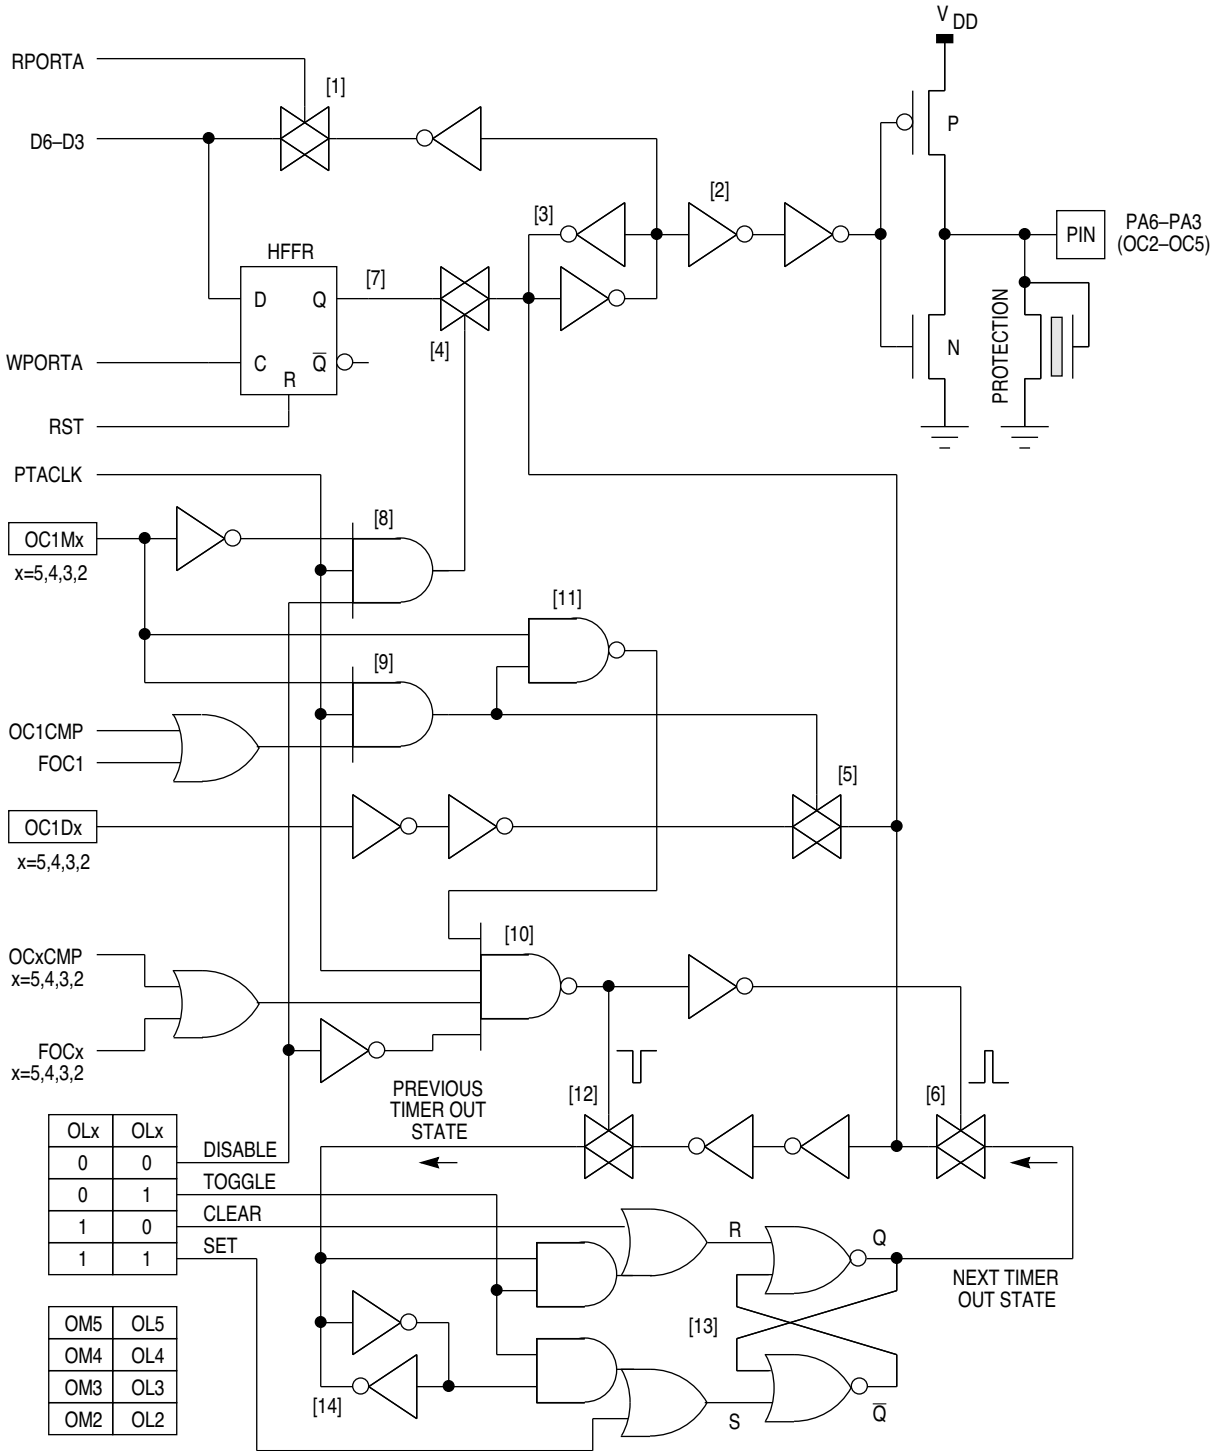 V DD
RPORTA
[1]
D6–D3
P
[2]
[3]
PIN
PA6–PA3
(OC2–OC5)
HFFR
[7]
D
Q
[4]
N
PROTECTION
WPORTA
C
Q
R
RST
PTACLK
[8]
OC1Mx
x=5,4,3,2
[11]
[9]
OC1CMP
FOC1
[5]
OC1Dx
x=5,4,3,2
[10]
OCxCMP
x=5,4,3,2
FOCx
x=5,4,3,2
PREVIOUS
TIMER OUT
STATE
[12]
[6]
OLx OLx
0 0
DISABLE
0 1
TOGGLE
1 0
CLEAR
1 1
SET
R
Q
NEXT TIMER
OUT STATE
[13]
OM5 OL5
OM4 OL4
OM3 OL3
OM2 OL2
[14]
S
Q